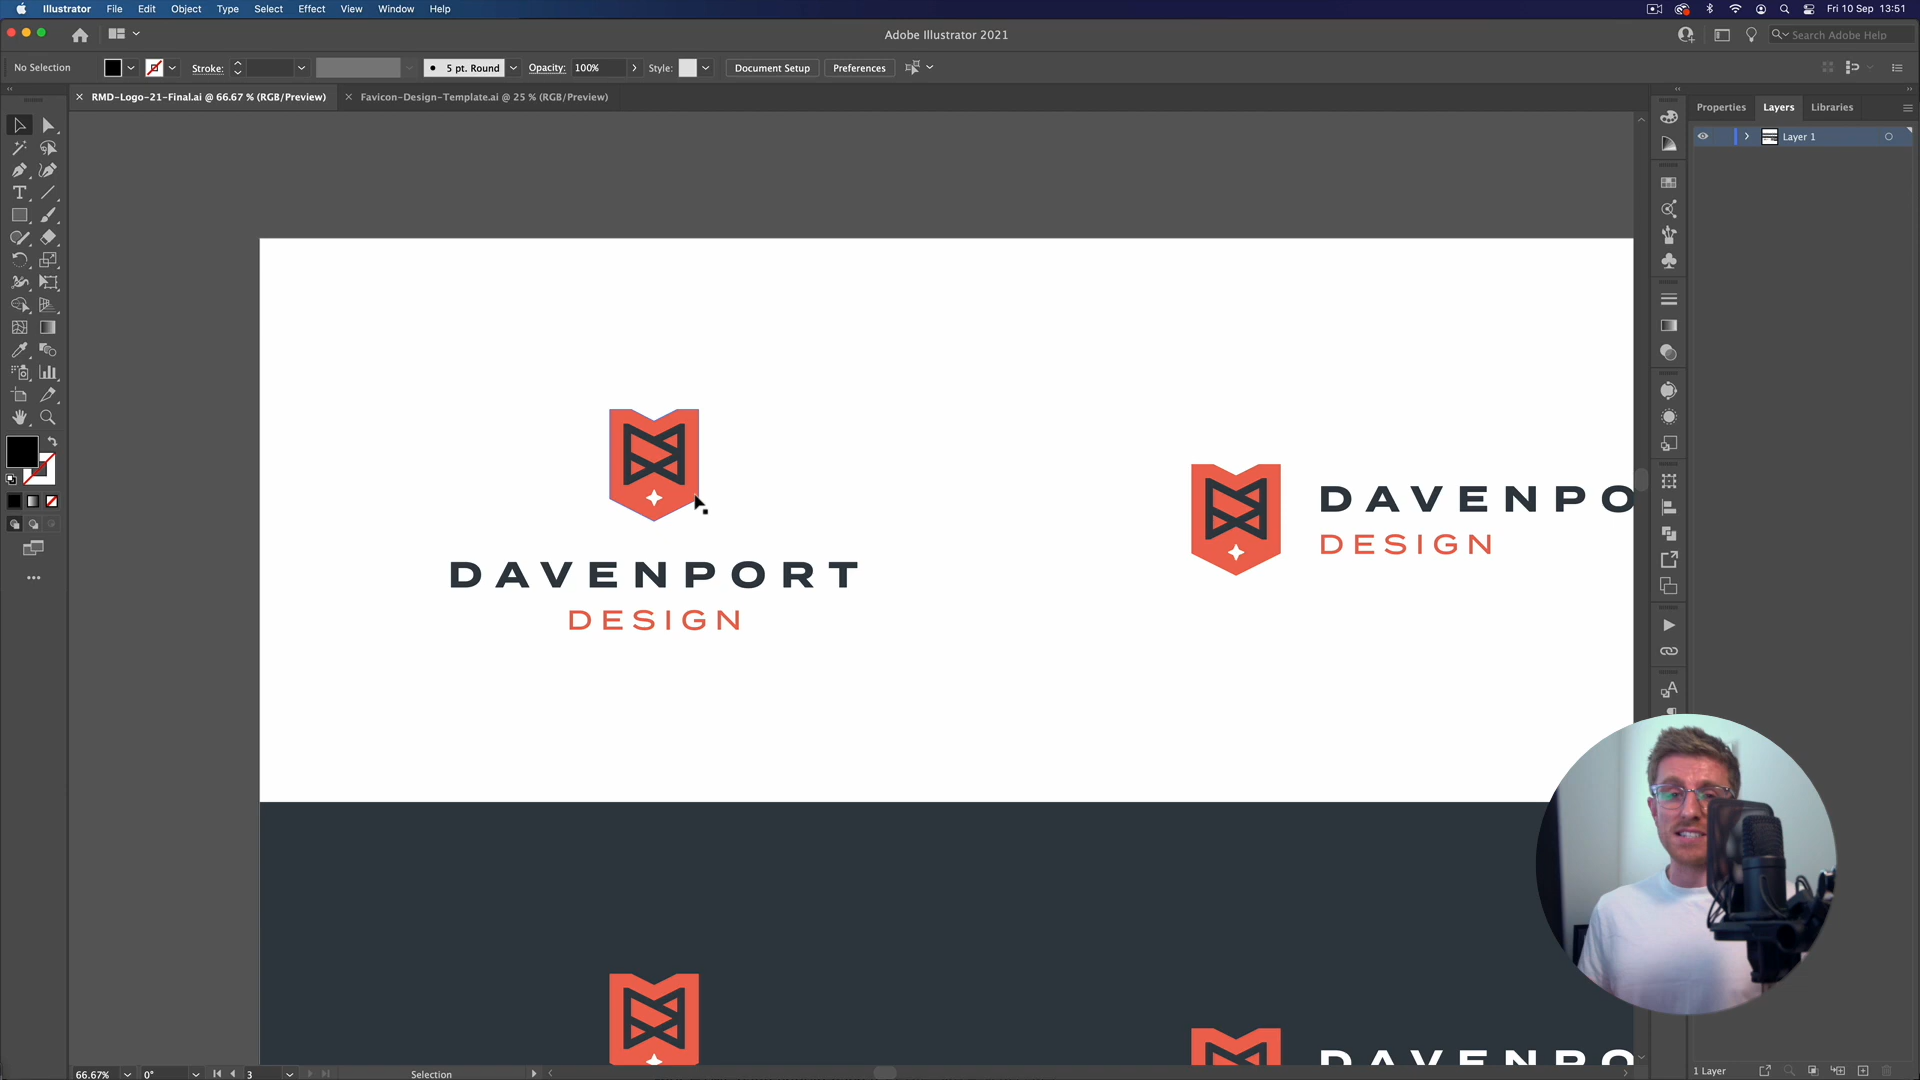 Illustrator File Edit Object Type Select Effect View Window Help Fri 10 Sep 13:51
Adobe Illustrator 2021 Search Adobe Help
No Selection Stroke: 5 pt. Round Opacity: 100% Style: Document Setup Preferences
RMD-Logo-21-Final.ai @ 66.67 % (RGB/Preview) Favicon-Design-Template.ai @ 25 % (RGB/Preview)
Properties Layers Libraries
Layer 1
DAVENPORT
DESIGN
DAVENPO
DESIGN
DAVENPO
66.67% 0° 3 Selection 1 Layer